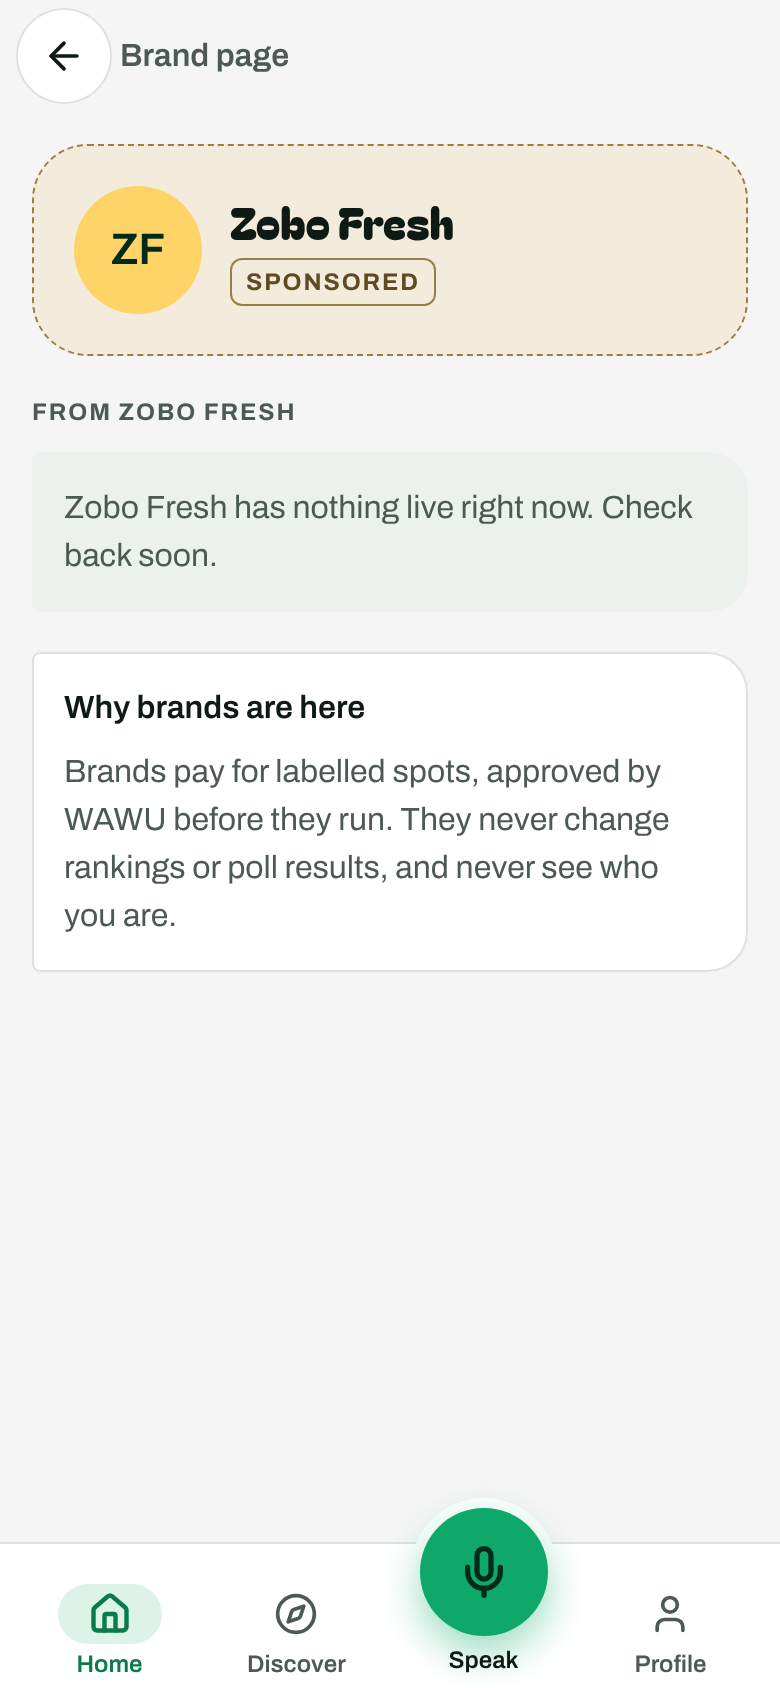 Brand page
ZF
Zobo Fresh
SPONSORED
FROM ZOBO FRESH
Zobo Fresh has nothing live right now. Check
back soon.
Why brands are here
Brands pay for labelled spots, approved by
WAWU before they run. They never change
rankings or poll results, and never see who
you are.
Home
Discover
Speak
Profile